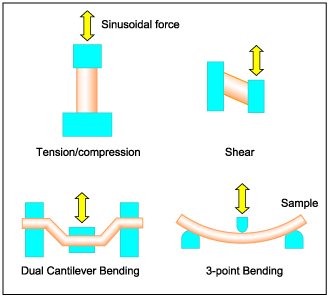 Sinusoidal force
Tension/compression
Shear
Sample
Dual Cantilever Bending
3-point Bending